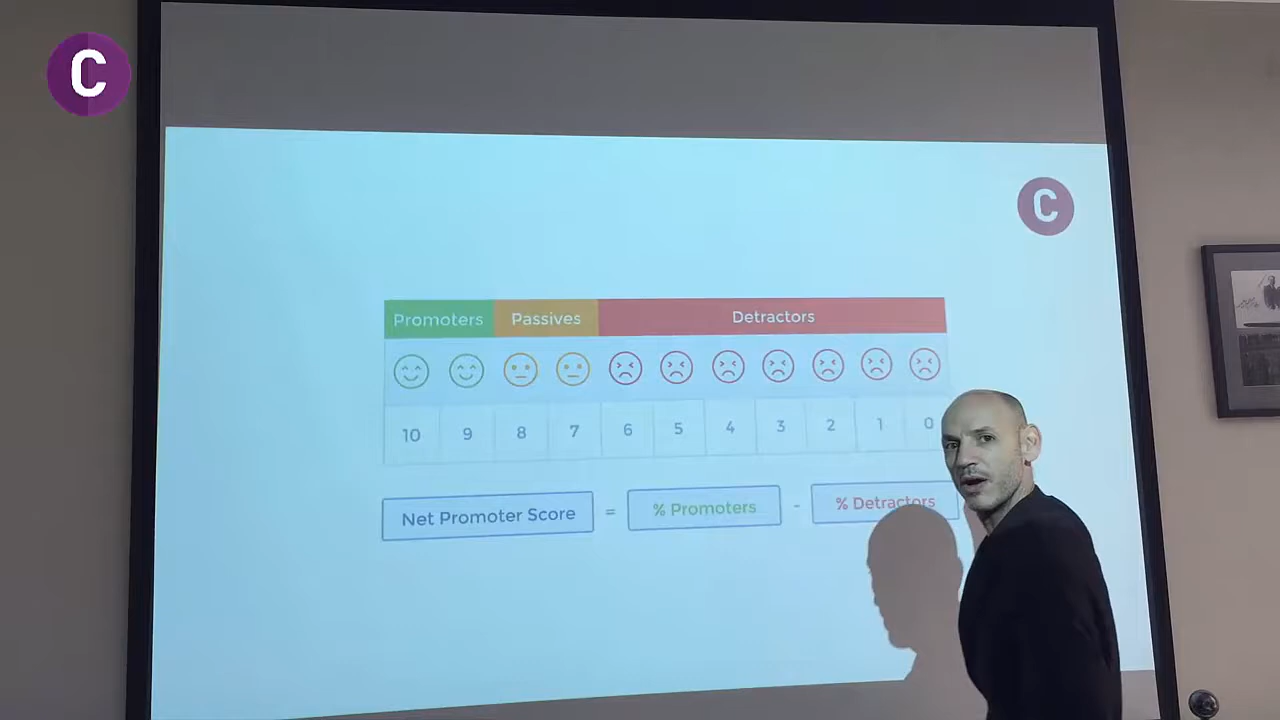 C
C
Promoters Passives Detractors
10 9 8 7 6 5 4 3 2 1 0
Net Promoter Score = % Promoters - % Detractors